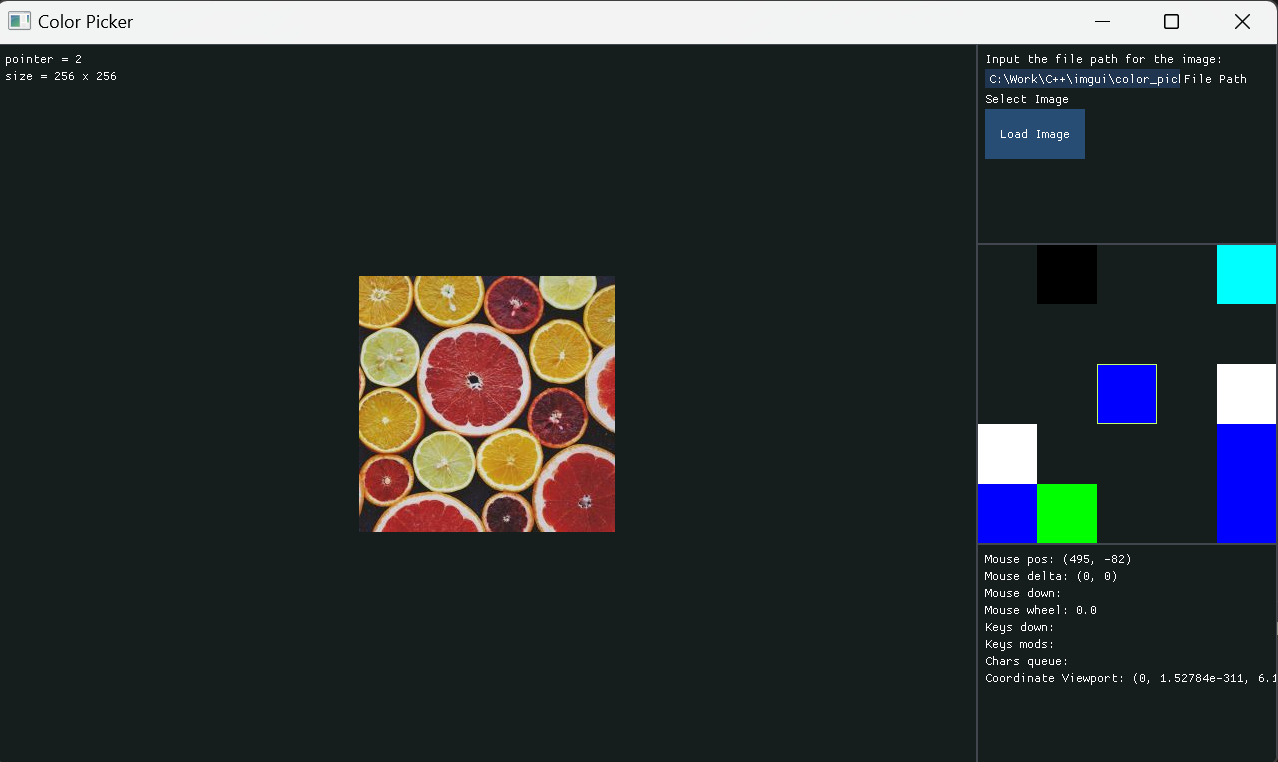 Color Picker
pointer = 2
size = 256 x 256
Input the file path for the image:
C:\Work\C++\imgui\color_pic File Path
Select Image
Load Image
Mouse pos: (495, -82)
Mouse delta: (0, 0)
Mouse down:
Mouse wheel: 0.0
Keys down:
Keys mods:
Chars queue:
Coordinate Viewport: (0, 1.52784e-311, 6.1